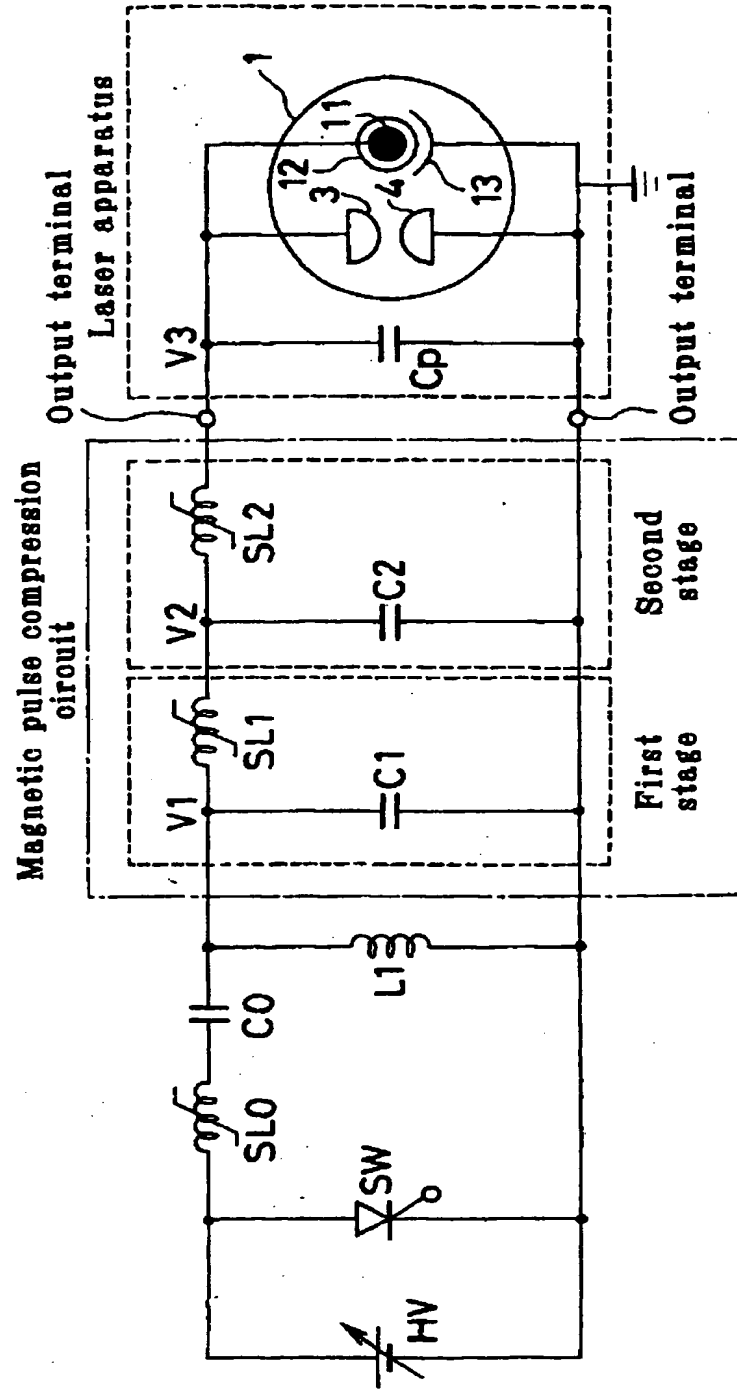 Magnetic pulse compression
cirouit
Output terminal
Laser apparatus
HV
SW
SL0
C0
L1
V1
SL1
C1
V2
SL2
C2
V3
Cp
3
4
12
11
13
1
First
stage
Second
stage
Output terminal